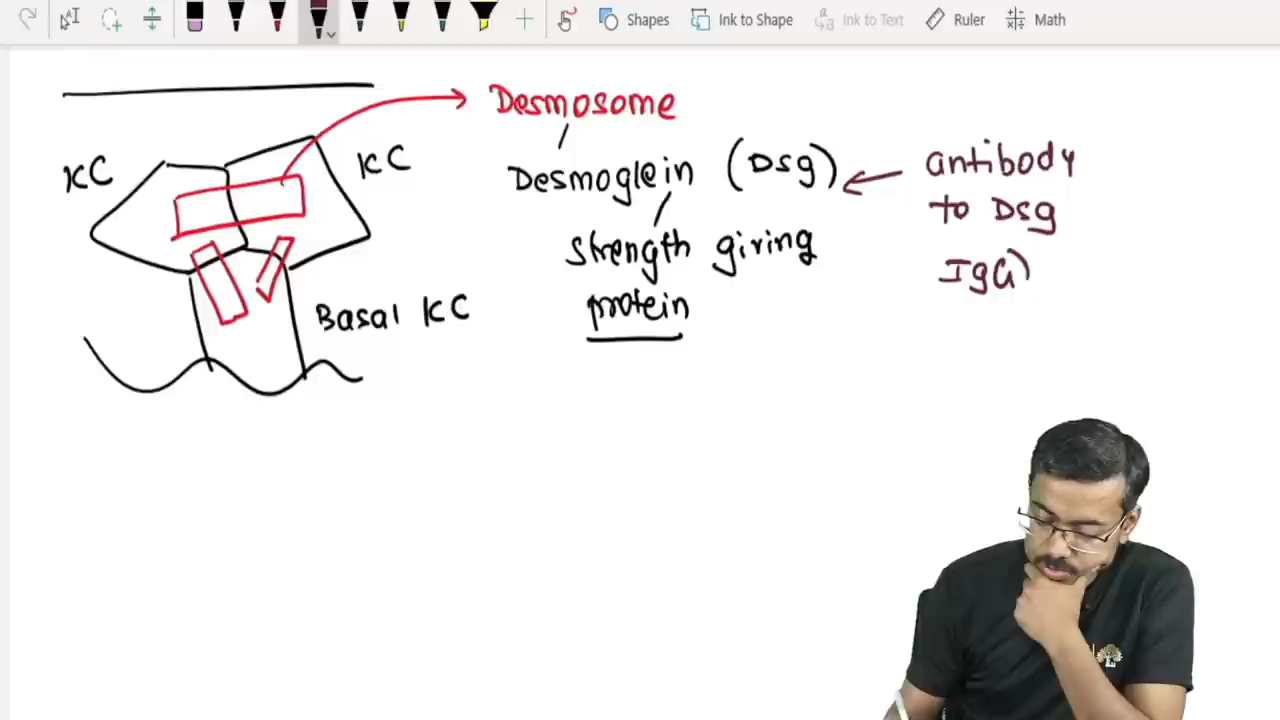 Shapes
Ink to Shape
Ink to Text
Ruler
Math
Desmosome
KC
KC
Desmoglein (Dsg)
antibody
to Dsg
IgG
strength giving
protein
Basal KC